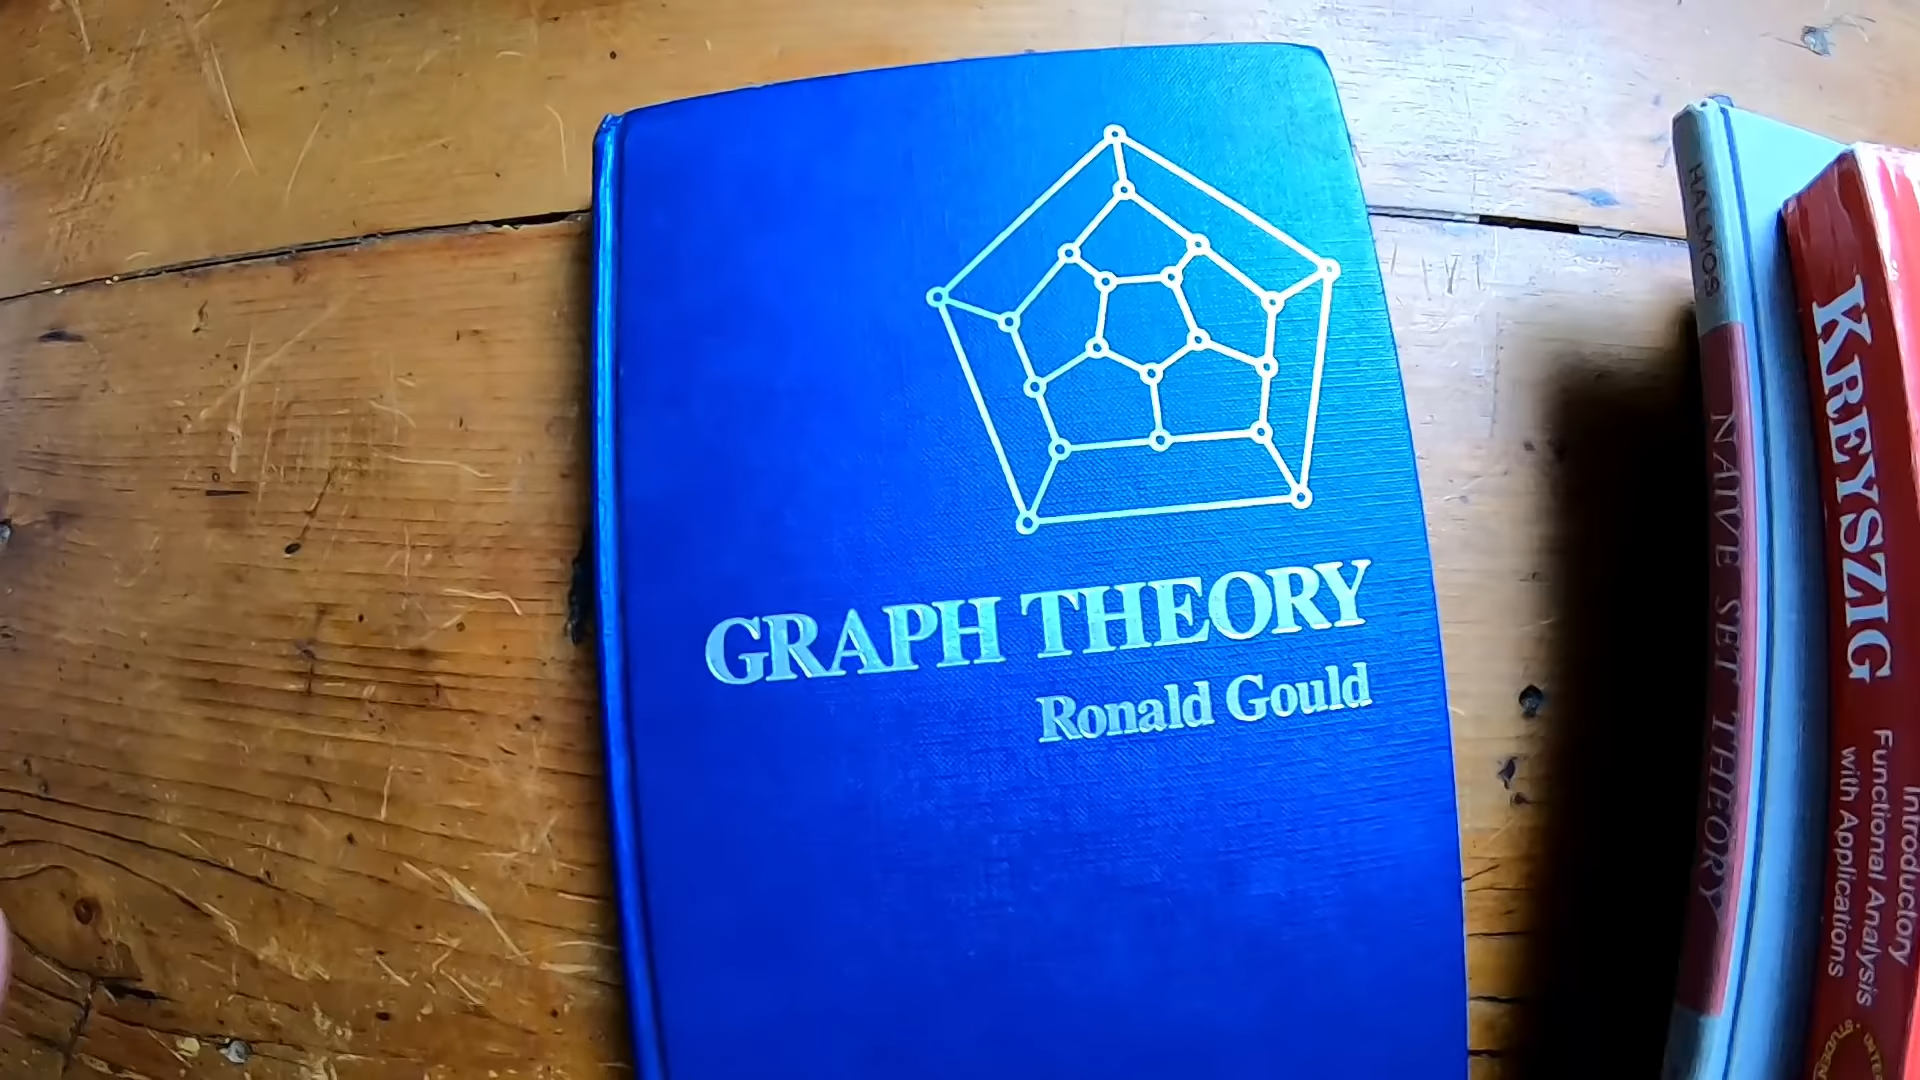 GRAPH THEORY
Ronald Gould
HALMOS
NAIVE SET THEORY
KREYSZIG
Introductory
Functional Analysis
with Applications